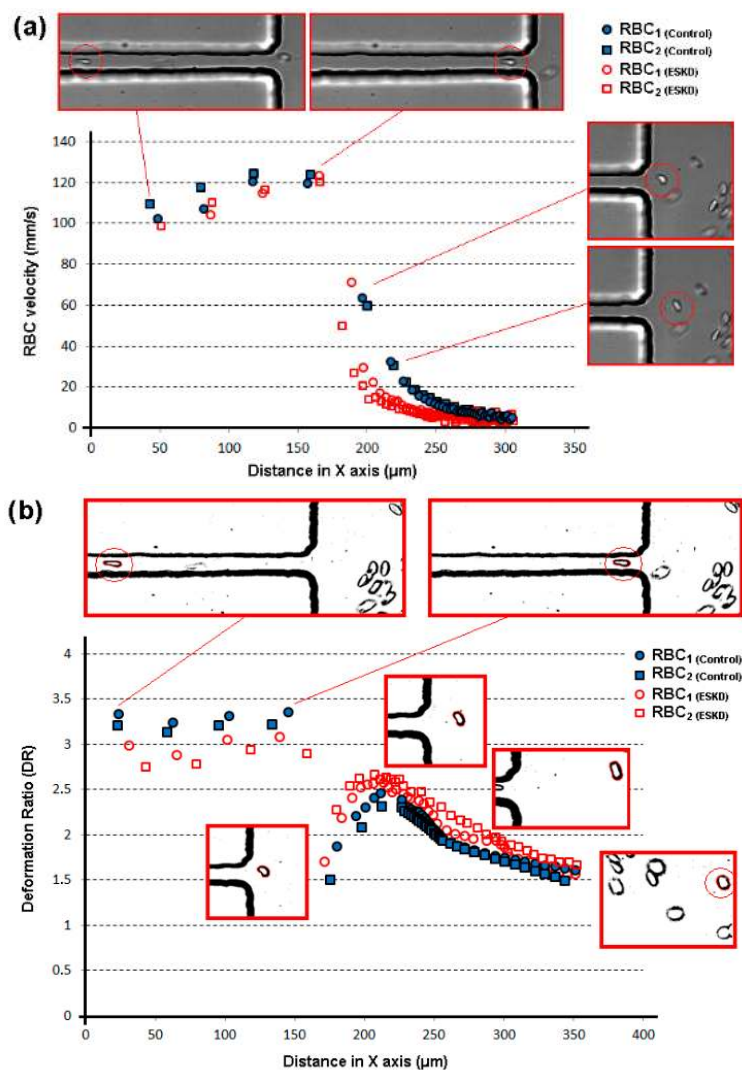 (a)
RBC1 (Control)
RBC2 (Control)
RBC1 (ESKD)
RBC2 (ESKD)
140
120
100
80
60
40
20
0
RBC velocity (mm/s)
0 50 100 150 200 250 300 350
Distance in X axis (µm)
(b)
RBC1 (Control)
RBC2 (Control)
RBC1 (ESKD)
RBC2 (ESKD)
4
3.5
3
2.5
2
1.5
1
0.5
0
Deformation Ratio (DR)
0 50 100 150 200 250 300 350 400
Distance in X axis (µm)